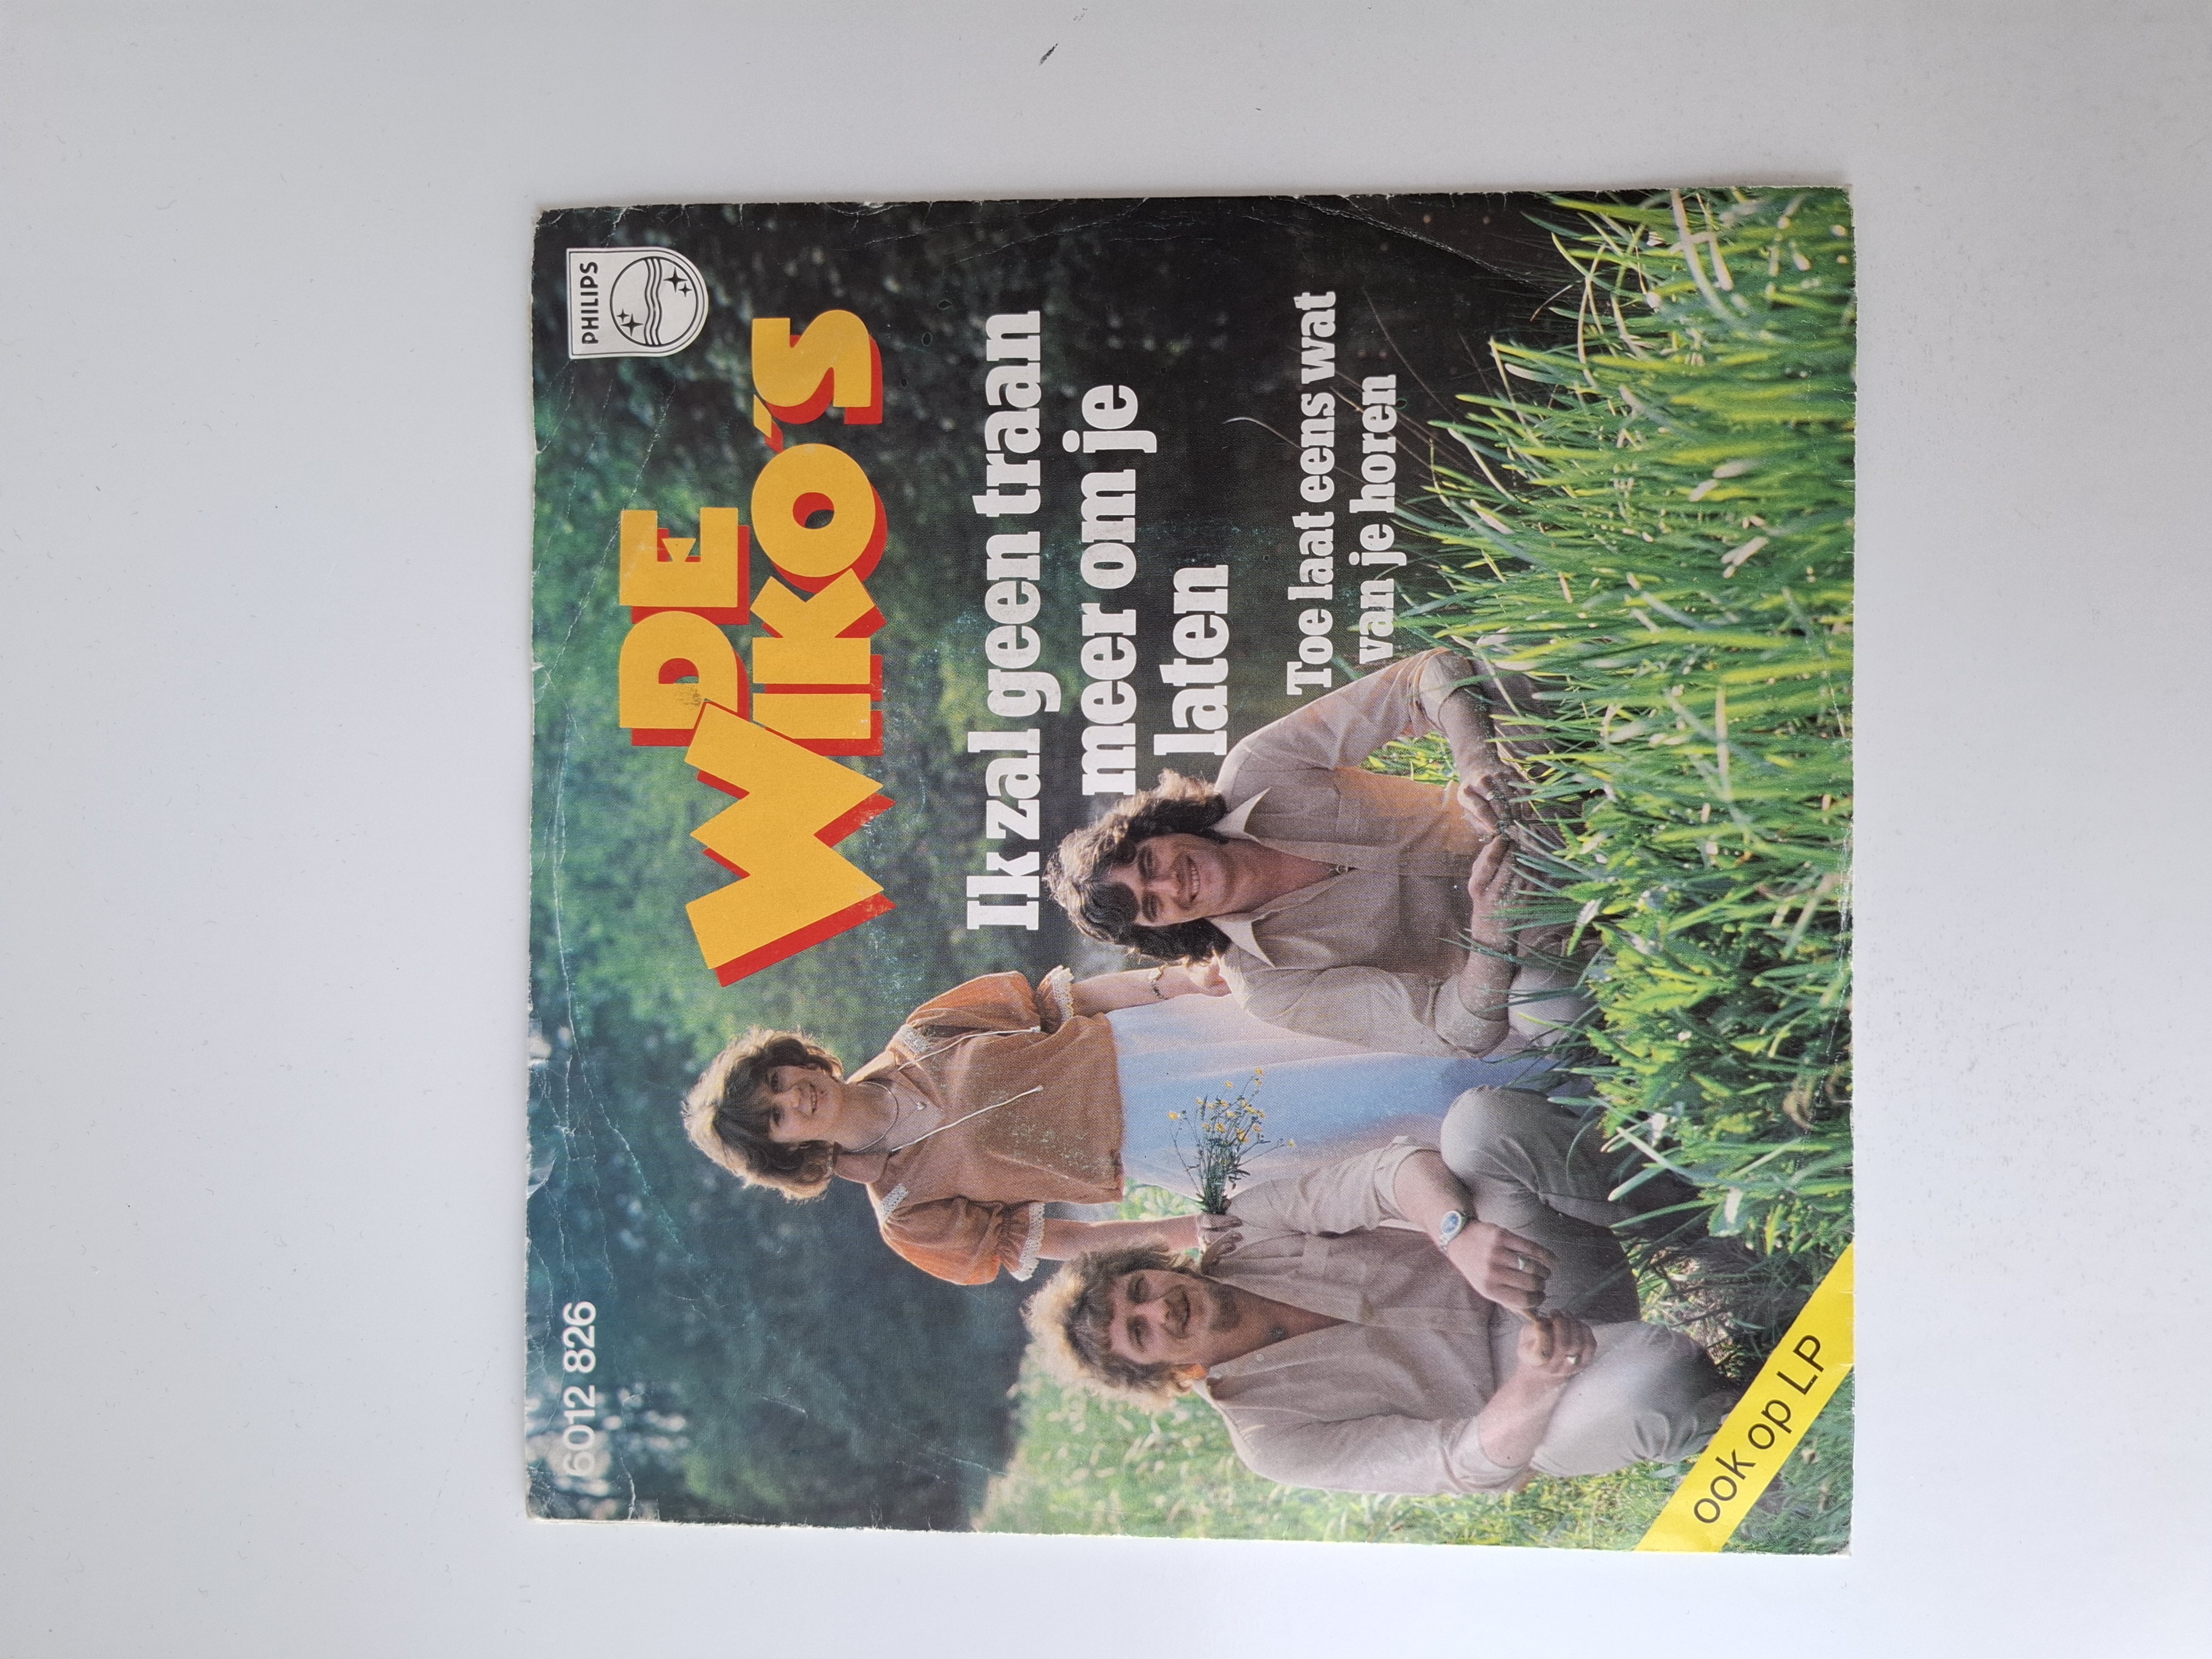 6012 826
PHILIPS
DE
WIKO'S
Ik zal geen traan
meer om je
laten
Toe laat eens wat
van je horen
ook op LP